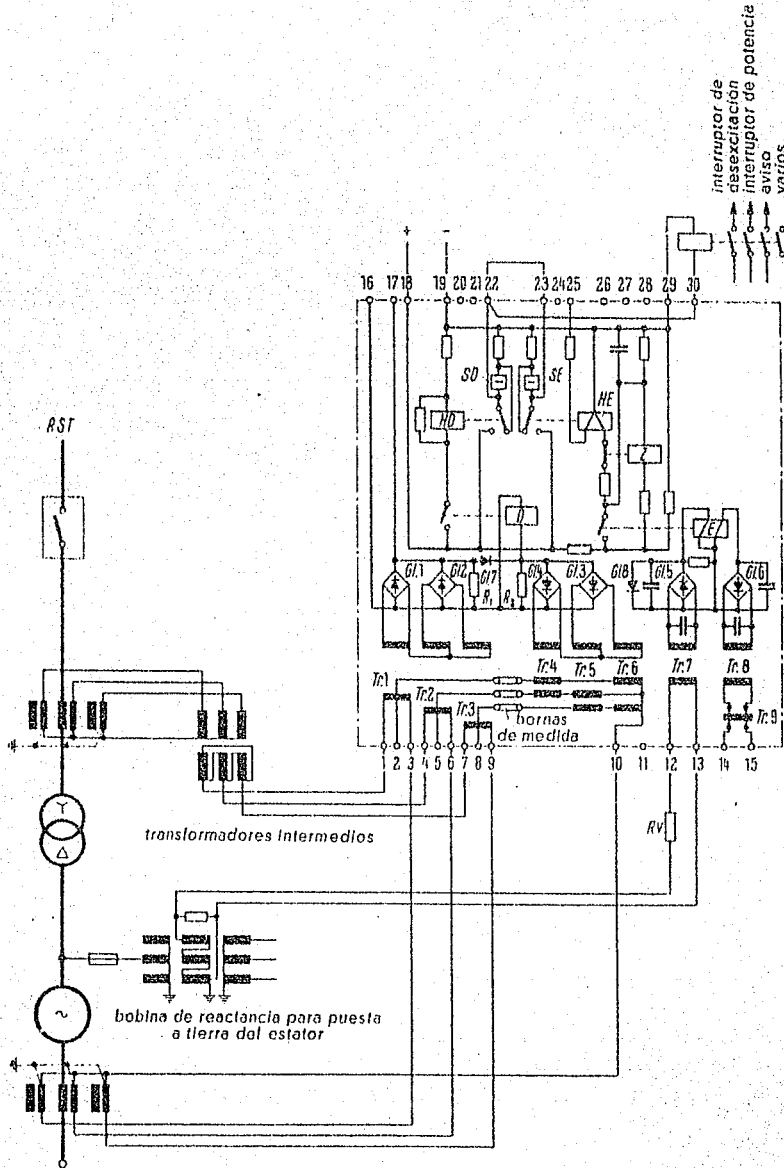 interruptor de
desexcitación
interruptor de potencia
aviso
varios
+
-
16 17 18 19 20 21 22 23 24 25 26 27 28 29 30
RST
SD SE
HD HE
Z
D E
Gl.1 Gl.2 Gl.7 Gl.4 Gl.3 Gl.8 Gl.5 Gl.6
R1 R2
Tr.1 Tr.2 Tr.3 Tr.4 Tr.5 Tr.6 Tr.7 Tr.8 Tr.9
bornas
de medida
1 2 3 4 5 6 7 8 9 10 11 12 13 14 15
transformadores intermedios
RV
Y
Δ
~
bobina de reactancia para puesta
a tierra del estator